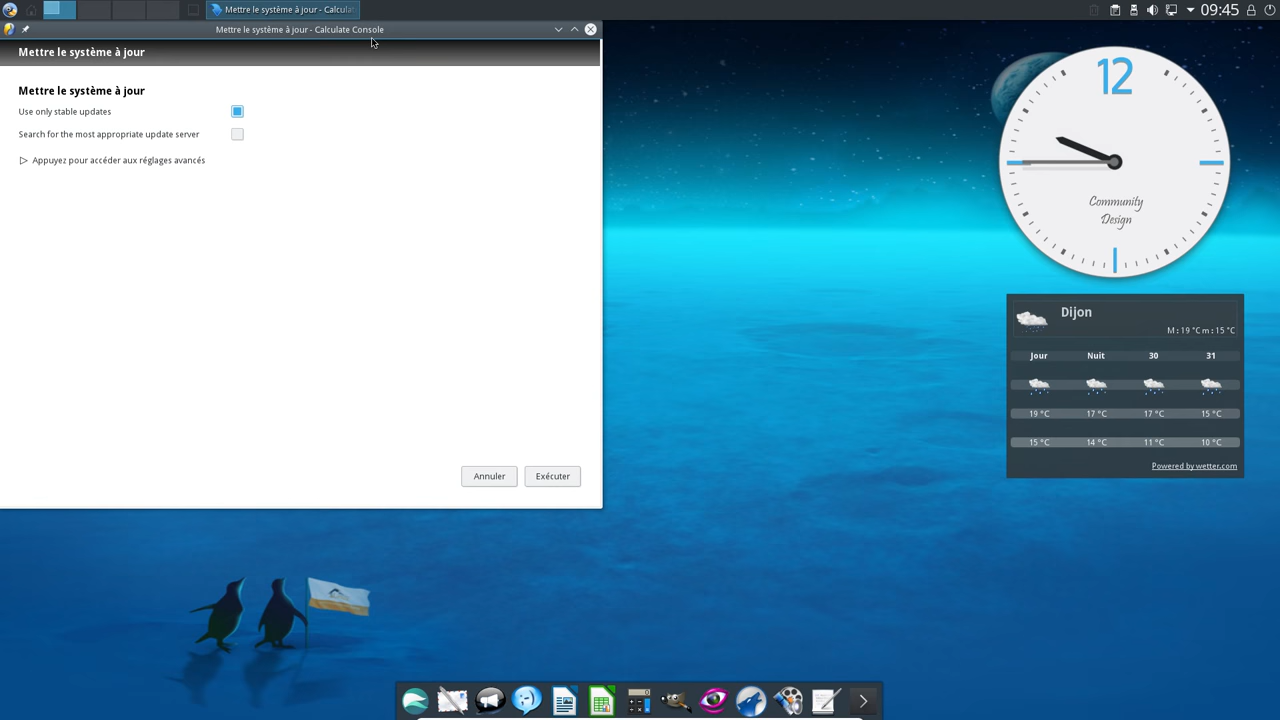 Mettre le système à jour - Calculat
09:45
Mettre le système à jour - Calculate Console
Mettre le système à jour
Mettre le système à jour
Use only stable updates
Search for the most appropriate update server
Appuyez pour accéder aux réglages avancés
Annuler
Exécuter
12
Community
Design
Dijon
M : 19 °C m : 15 °C
Jour Nuit 30 31
19 °C 17 °C 17 °C 15 °C
15 °C 14 °C 11 °C 10 °C
Powered by wetter.com